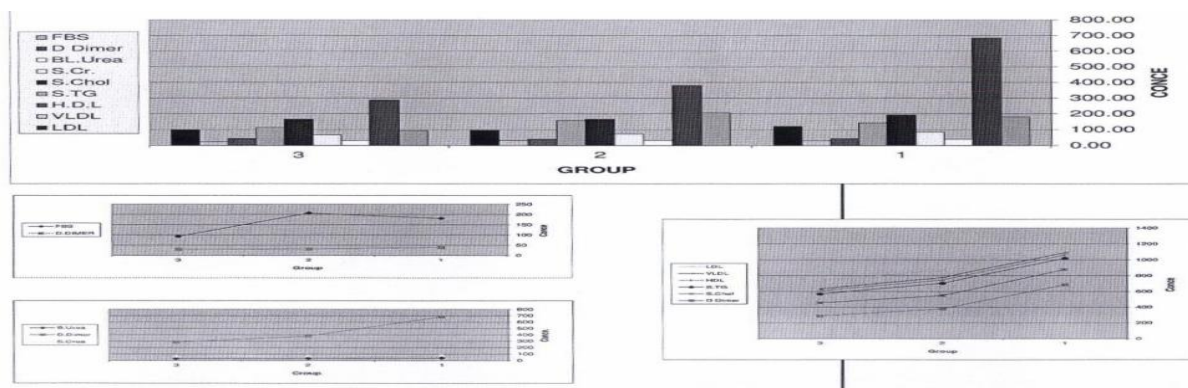 FBS
D Dimer
BL.Urea
S.Cr.
S.Chol
S.TG
H.D.L
VLDL
LDL
800.00
700.00
600.00
500.00
400.00
300.00
200.00
100.00
0.00
CONCE
3 2 1
GROUP
FBS
D.DIMER
250
200
150
100
50
0
Conce
3 2 1
Group
LDL
VLDL
HDL
S.TG
S.Chol
D.Dimer
1400
1200
1000
800
600
400
200
0
Conce
3 2 1
Group
B.Urea
D.Dimer
800
700
600
500
400
300
200
100
0
Conce
3 2 1
Group